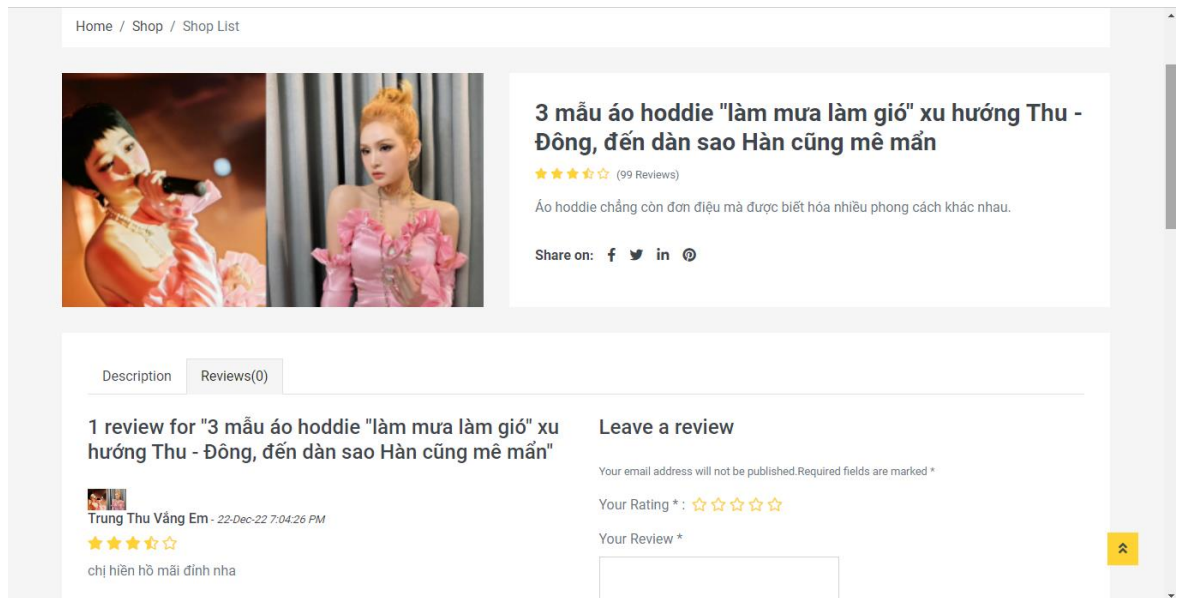 Home / Shop / Shop List
3 mẫu áo hoddie "làm mưa làm gió" xu hướng Thu -
Đông, đến dàn sao Hàn cũng mê mẩn
(99 Reviews)
Áo hoddie chẳng còn đơn điệu mà được biết hóa nhiều phong cách khác nhau.
Share on:
Description
Reviews(0)
1 review for "3 mẫu áo hoddie "làm mưa làm gió" xu
hướng Thu - Đông, đến dàn sao Hàn cũng mê mẩn"
Trung Thu Vắng Em - 22-Dec-22 7:04:26 PM
chị hiền hồ mãi đỉnh nha
Leave a review
Your email address will not be published.Required fields are marked *
Your Rating * :
Your Review *